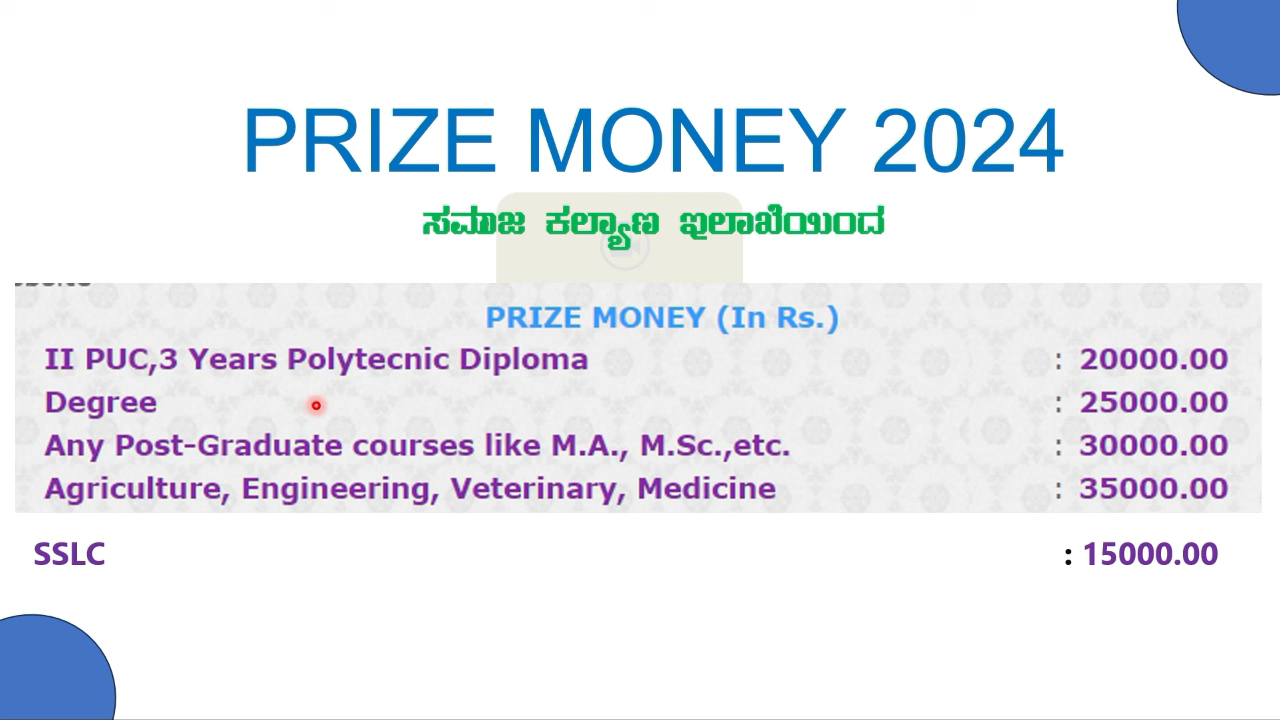 PRIZE MONEY 2024
ಸಮಾಜ ಕಲ್ಯಾಣ ಇಲಾಖೆಯಿಂದ
PRIZE MONEY (In Rs.)
II PUC,3 Years Polytecnic Diploma : 20000.00
Degree : 25000.00
Any Post-Graduate courses like M.A., M.Sc.,etc. : 30000.00
Agriculture, Engineering, Veterinary, Medicine : 35000.00
SSLC : 15000.00